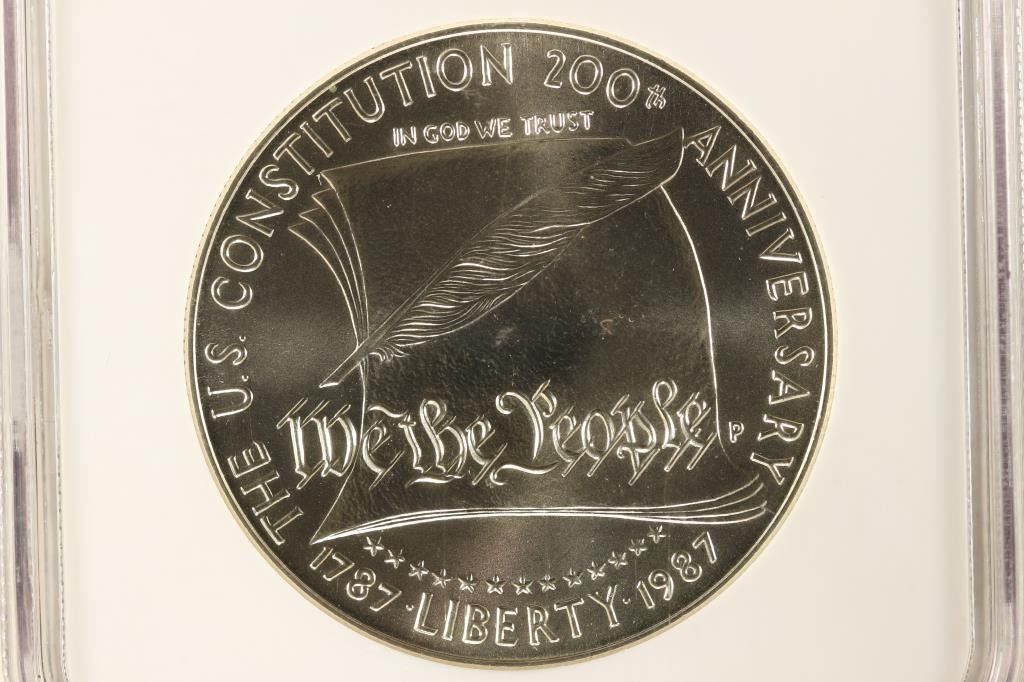 THE U.S. CONSTITUTION 200th ANNIVERSARY
IN GOD WE TRUST
We the People
P
1787 · LIBERTY · 1987